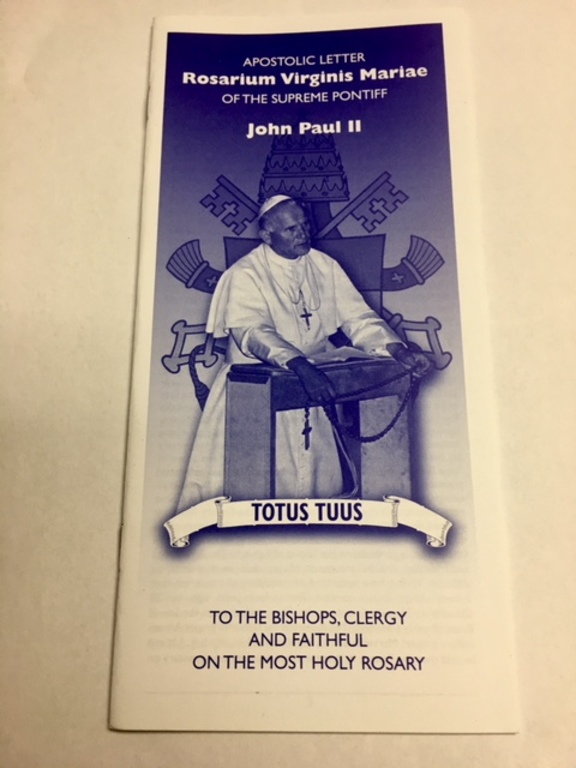 APOSTOLIC LETTER
Rosarium Virginis Mariae
OF THE SUPREME PONTIFF
John Paul II
TOTUS TUUS
TO THE BISHOPS, CLERGY
AND FAITHFUL
ON THE MOST HOLY ROSARY